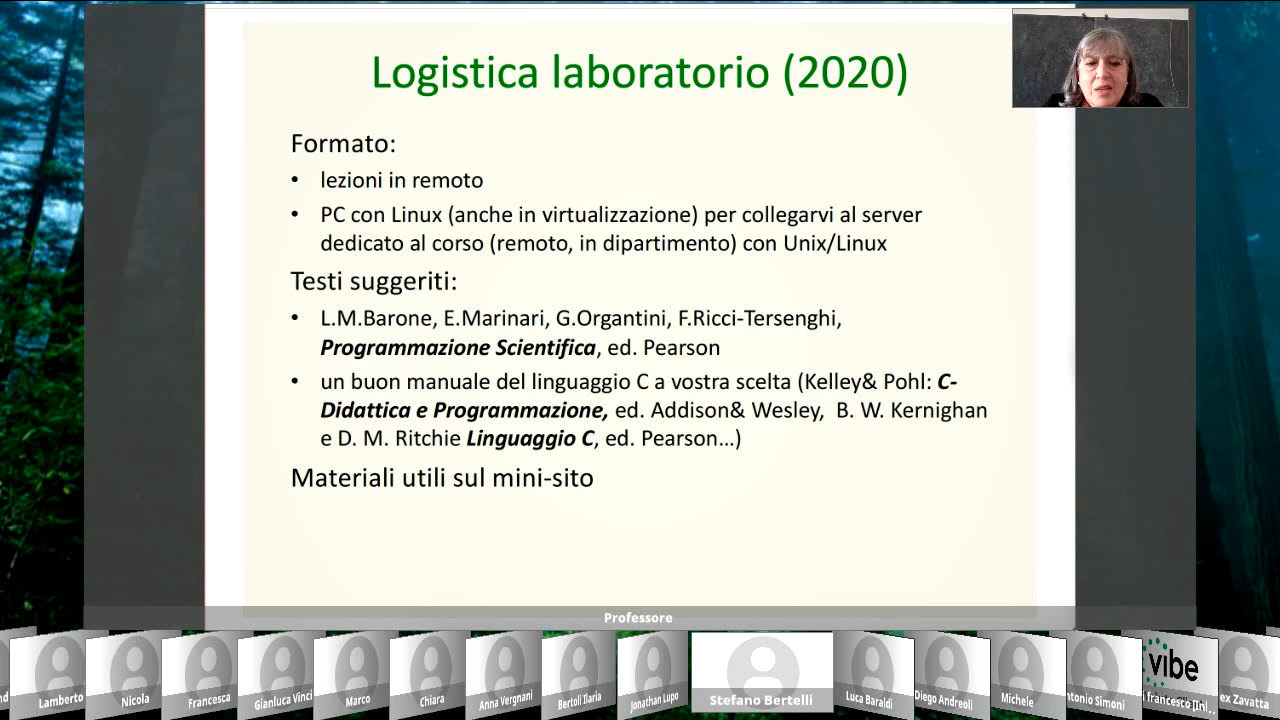 Logistica laboratorio (2020)
Formato:
• lezioni in remoto
• PC con Linux (anche in virtualizzazione) per collegarvi al server
dedicato al corso (remoto, in dipartimento) con Unix/Linux
Testi suggeriti:
• L.M.Barone, E.Marinari, G.Organtini, F.Ricci-Tersenghi,
Programmazione Scientifica, ed. Pearson
• un buon manuale del linguaggio C a vostra scelta (Kelley& Pohl: C-
Didattica e Programmazione, ed. Addison& Wesley, B. W. Kernighan
e D. M. Ritchie Linguaggio C, ed. Pearson…)
Materiali utili sul mini-sito
Professore
Lamberto
Nicola
Francesca
Gianluca Vinci
Marco
Chiara
Anna Vergnani
Bertoli Ilaria
Jonathan Lupo
Stefano Bertelli
Luca Baraldi
Diego Andreoli
Michele
ntonio Simoni
vibe
ex Zavatta